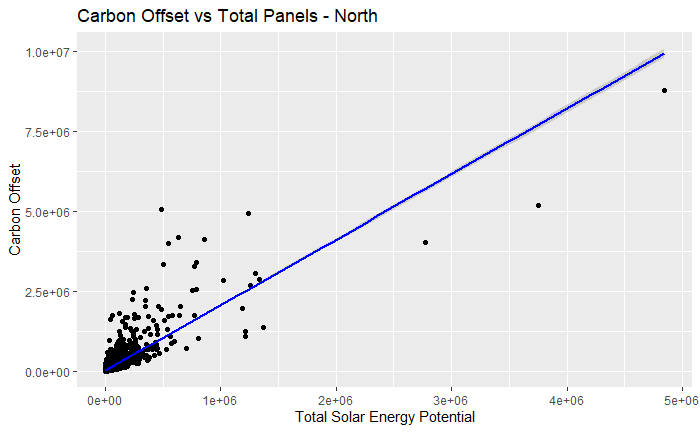 Carbon Offset vs Total Panels - North
Carbon Offset
1.0e+07
7.5e+06
5.0e+06
2.5e+06
0.0e+00
0e+00 1e+06 2e+06 3e+06 4e+06 5e+06
Total Solar Energy Potential